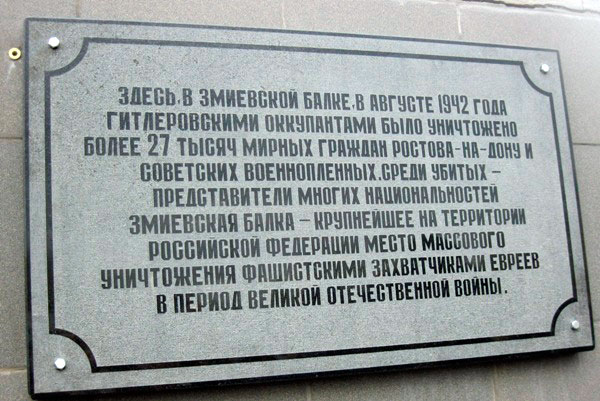 ЗДЕСЬ, В ЗМИЕВСКОЙ БАЛКЕ, В АВГУСТЕ 1942 ГОДА
ГИТЛЕРОВСКИМИ ОККУПАНТАМИ БЫЛО УНИЧТОЖЕНО
БОЛЕЕ 27 ТЫСЯЧ МИРНЫХ ГРАЖДАН РОСТОВА-НА-ДОНУ И
СОВЕТСКИХ ВОЕННОПЛЕННЫХ. СРЕДИ УБИТЫХ –
ПРЕДСТАВИТЕЛИ МНОГИХ НАЦИОНАЛЬНОСТЕЙ
ЗМИЕВСКАЯ БАЛКА – КРУПНЕЙШЕЕ НА ТЕРРИТОРИИ
РОССИЙСКОЙ ФЕДЕРАЦИИ МЕСТО МАССОВОГО
УНИЧТОЖЕНИЯ ФАШИСТСКИМИ ЗАХВАТЧИКАМИ ЕВРЕЕВ
В ПЕРИОД ВЕЛИКОЙ ОТЕЧЕСТВЕННОЙ ВОЙНЫ.